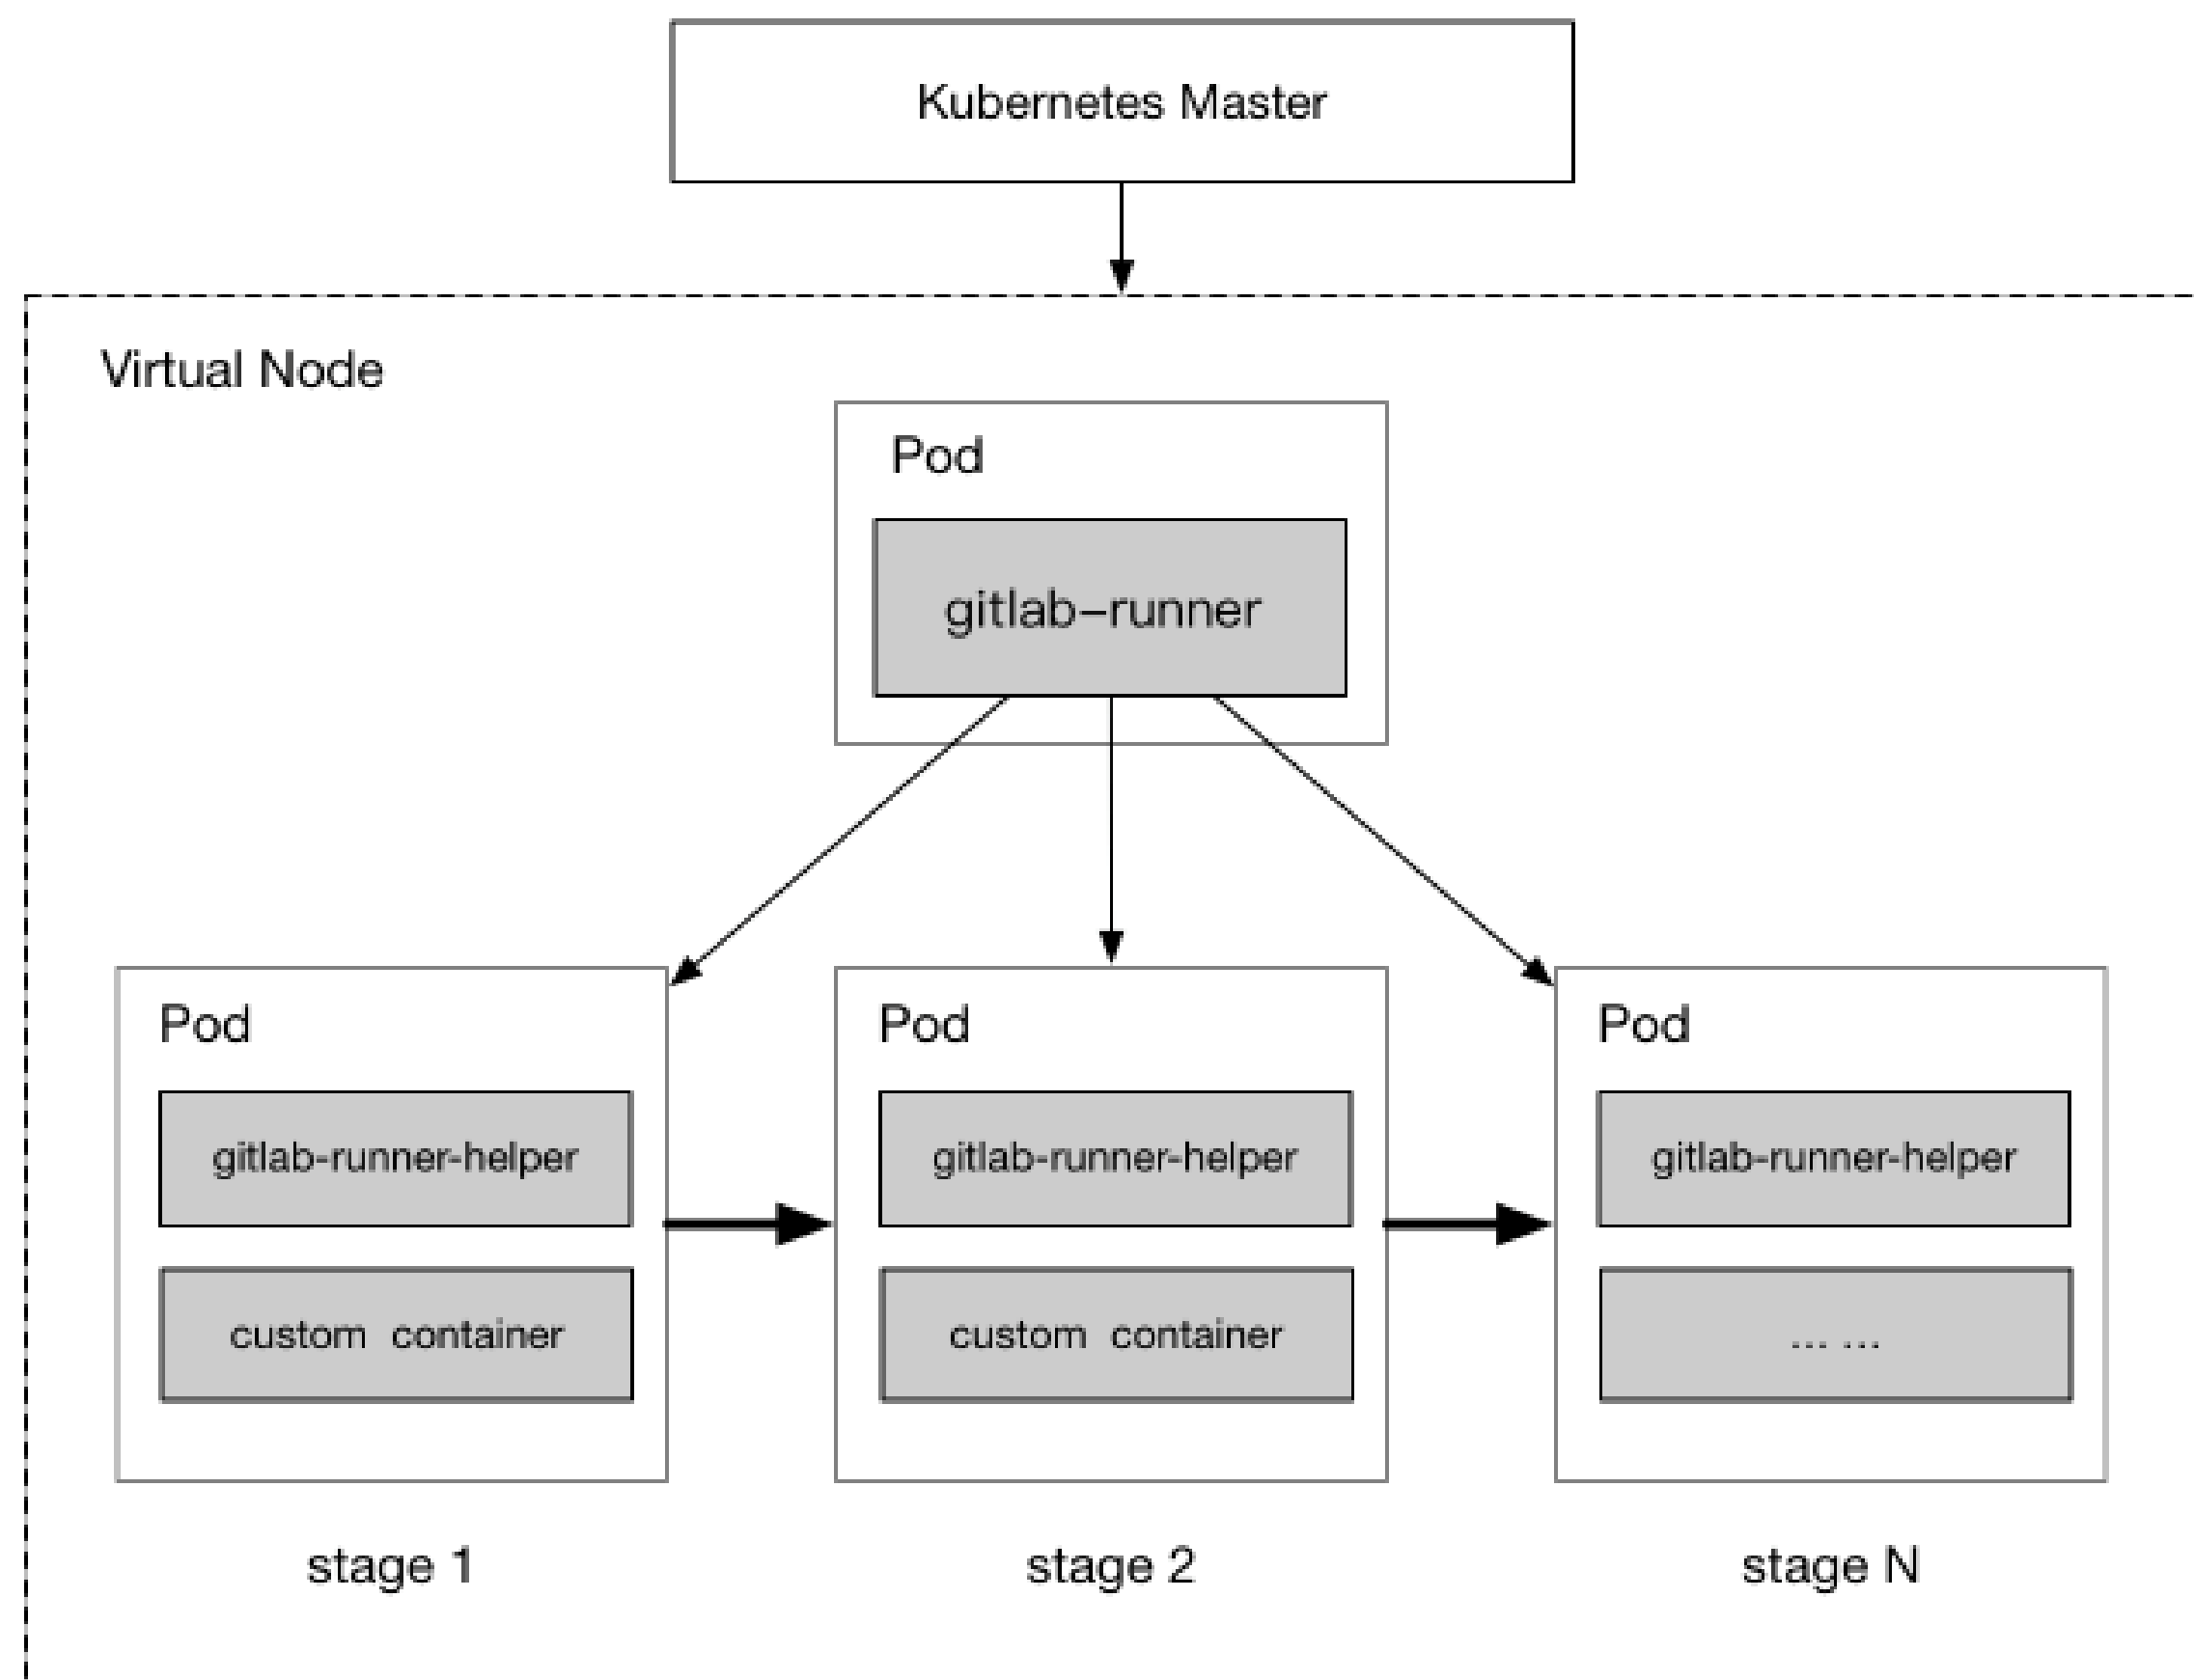 Kubernetes Master
Virtual Node
Pod
gitlab–runner
Pod
Pod
Pod
gitlab-runner-helper
gitlab-runner-helper
gitlab-runner-helper
custom container
custom container
... ...
stage 1
stage 2
stage N